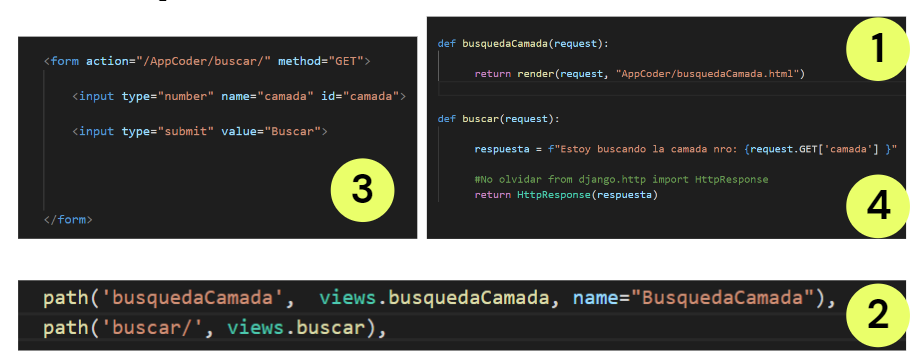 <form action="/AppCoder/buscar/" method="GET">
<input type="number" name="camada" id="camada">
<input type="submit" value="Buscar">
</form>
3
def busquedaCamada(request):
return render(request, "AppCoder/busquedaCamada.html")
1
def buscar(request):
respuesta = f"Estoy buscando la camada nro: {request.GET['camada'] }"
#No olvidar from django.http import HttpResponse
return HttpResponse(respuesta)
4
path('busquedaCamada',  views.busquedaCamada, name="BusquedaCamada"),
path('buscar/', views.buscar),
2